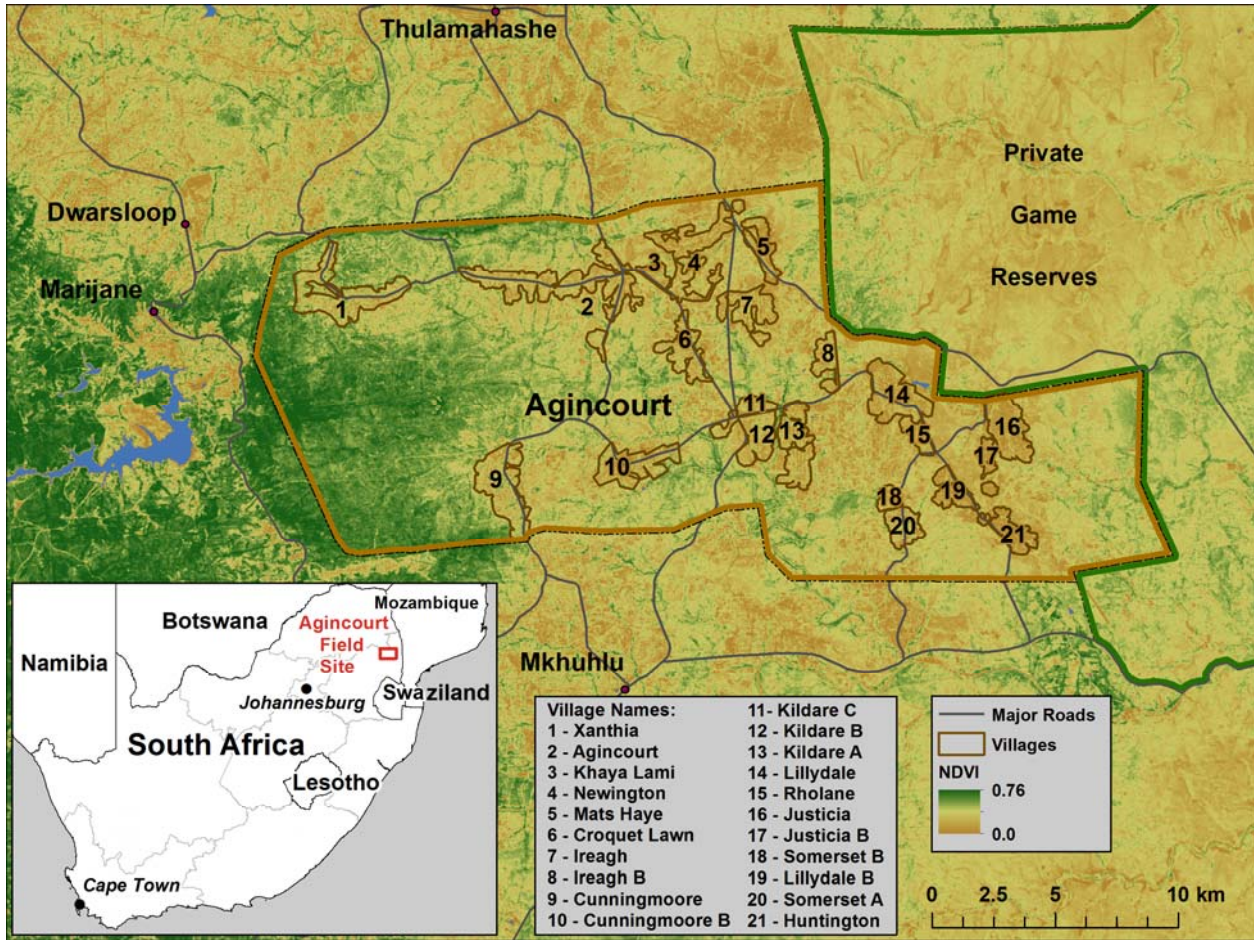 Thulamahashe
Private
Game
Reserves
Dwarsloop
Marijane
Agincourt
1
2
3
4
5
6
7
8
9
10
11
12
13
14
15
16
17
18
19
20
21
Mkhuhlu
Botswana
Mozambique
Agincourt
Field
Site
Namibia
Johannesburg
Swaziland
South Africa
Lesotho
Cape Town
Village Names:
1 - Xanthia
2 - Agincourt
3 - Khaya Lami
4 - Newington
5 - Mats Haye
6 - Croquet Lawn
7 - Ireagh
8 - Ireagh B
9 - Cunningmoore
10 - Cunningmoore B
11- Kildare C
12 - Kildare B
13 - Kildare A
14 - Lillydale
15 - Rholane
16 - Justicia
17 - Justicia B
18 - Somerset B
19 - Lillydale B
20 - Somerset A
21 - Huntington
Major Roads
Villages
NDVI
0.76
0.0
0 2.5 5 10 km